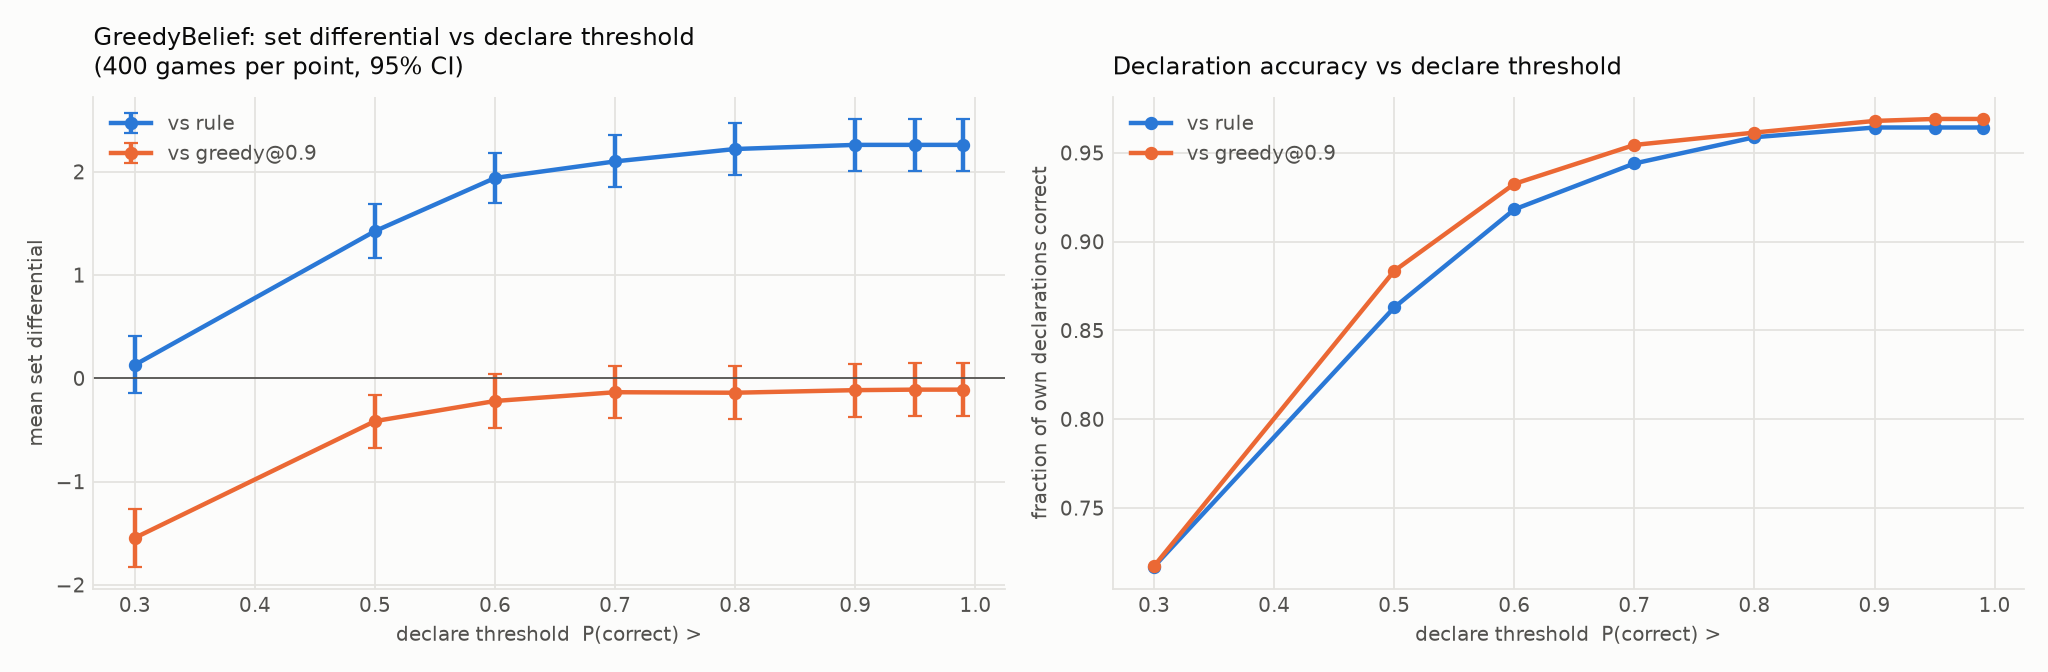 GreedyBelief: set differential vs declare threshold
(400 games per point, 95% CI)
vs rule
vs greedy@0.9
2
1
0
−1
−2
mean set differential
0.3 0.4 0.5 0.6 0.7 0.8 0.9 1.0
declare threshold P(correct) >
Declaration accuracy vs declare threshold
vs rule
vs greedy@0.9
0.95
0.90
0.85
0.80
0.75
fraction of own declarations correct
0.3 0.4 0.5 0.6 0.7 0.8 0.9 1.0
declare threshold P(correct) >